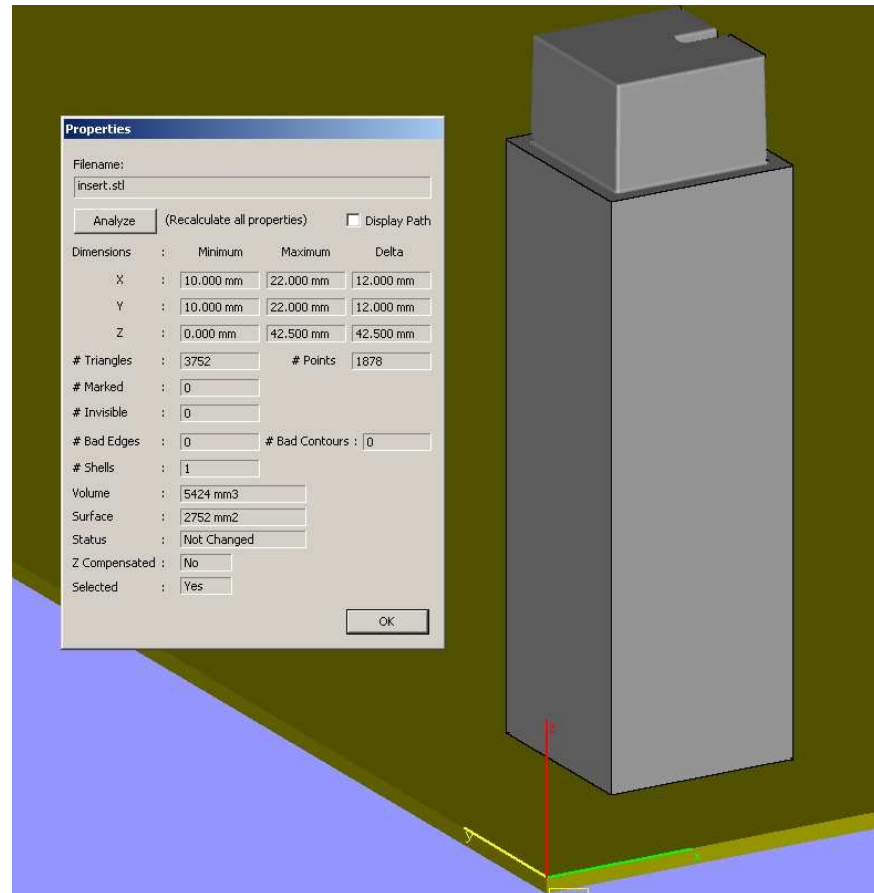 Properties
Filename:
insert.stl
Analyze (Recalculate all properties) Display Path
Dimensions : Minimum Maximum Delta
X : 10.000 mm 22.000 mm 12.000 mm
Y : 10.000 mm 22.000 mm 12.000 mm
Z : 0.000 mm 42.500 mm 42.500 mm
# Triangles : 3752 # Points 1878
# Marked : 0
# Invisible : 0
# Bad Edges : 0 # Bad Contours : 0
# Shells : 1
Volume : 5424 mm3
Surface : 2752 mm2
Status : Not Changed
Z Compensated : No
Selected : Yes
OK
z
y x